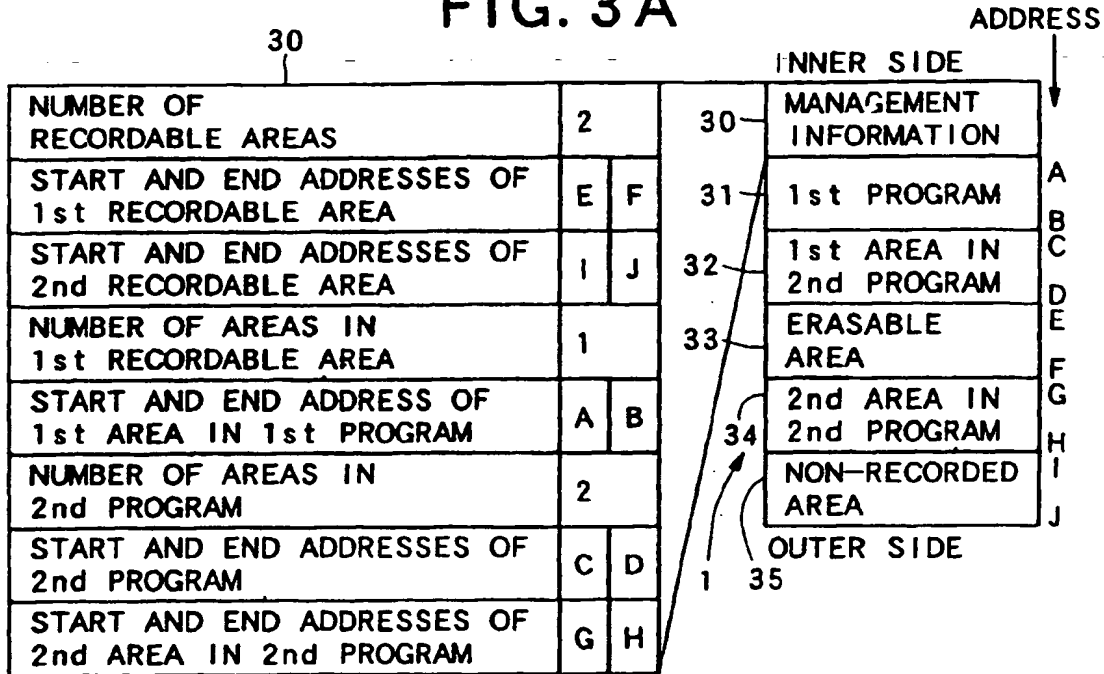 FIG. 3A
30
NUMBER OF
RECORDABLE AREAS
2
START AND END ADDRESSES OF
1st RECORDABLE AREA
E F
START AND END ADDRESSES OF
2nd RECORDABLE AREA
I J
NUMBER OF AREAS IN
1st RECORDABLE AREA
1
START AND END ADDRESS OF
1st AREA IN 1st PROGRAM
A B
NUMBER OF AREAS IN
2nd PROGRAM
2
START AND END ADDRESSES OF
2nd PROGRAM
C D
START AND END ADDRESSES OF
2nd AREA IN 2nd PROGRAM
G H
ADDRESS
INNER SIDE
30
MANAGEMENT
INFORMATION
31
1st PROGRAM
A
B
32
1st AREA IN
2nd PROGRAM
C
D
33
ERASABLE
AREA
E
F
34
2nd AREA IN
2nd PROGRAM
G
H
NON-RECORDED
AREA
I
J
OUTER SIDE
1
35